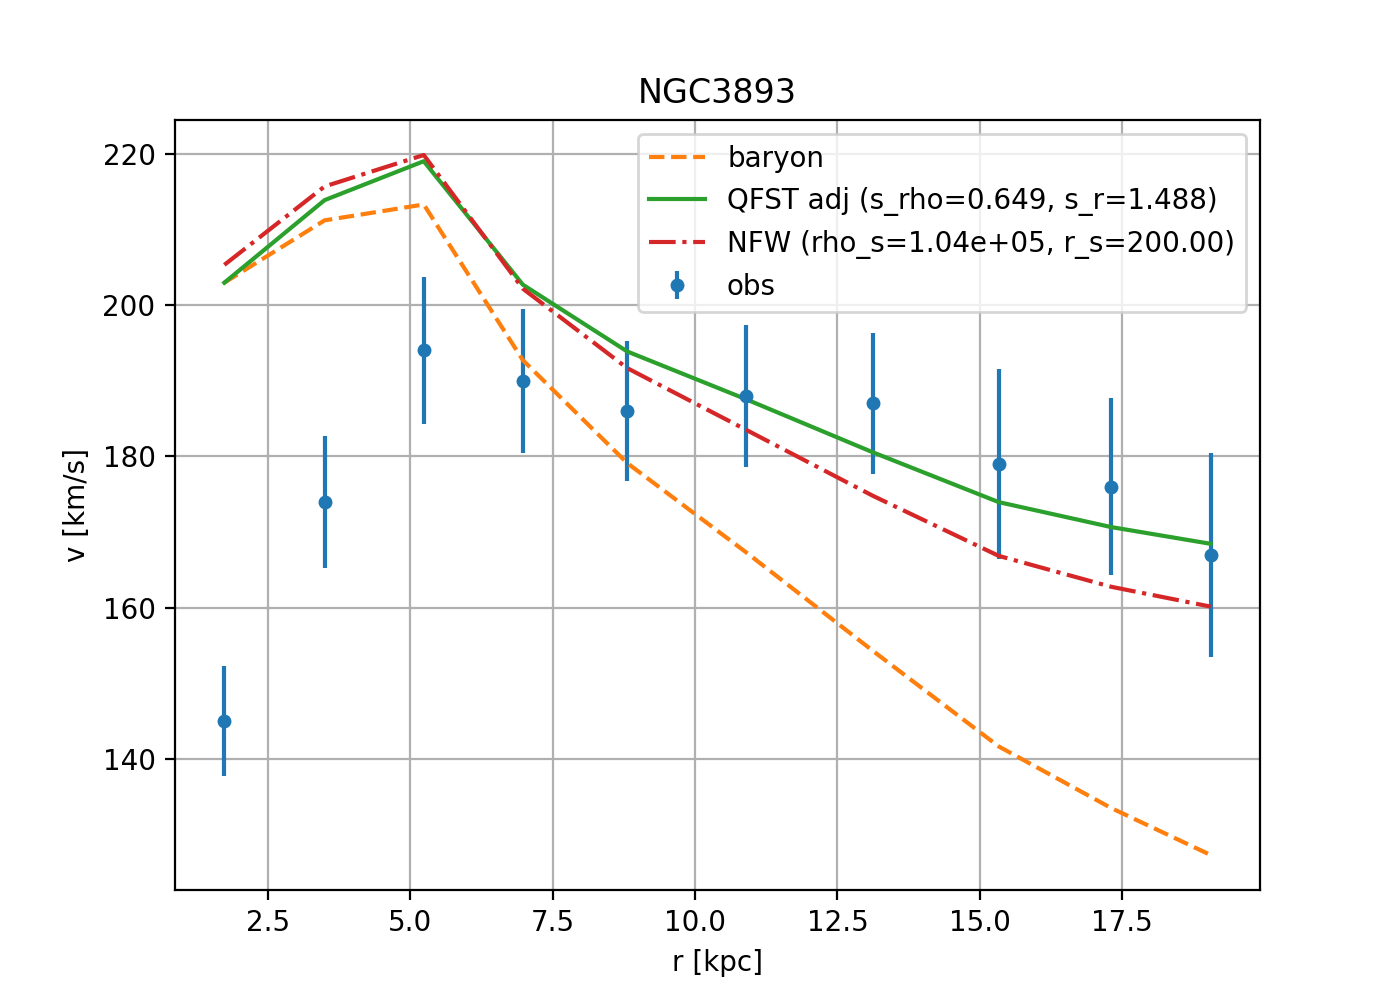 NGC3893
220
200
180
160
140
v [km/s]
baryon
QFST adj (s_rho=0.649, s_r=1.488)
NFW (rho_s=1.04e+05, r_s=200.00)
obs
2.5 5.0 7.5 10.0 12.5 15.0 17.5
r [kpc]